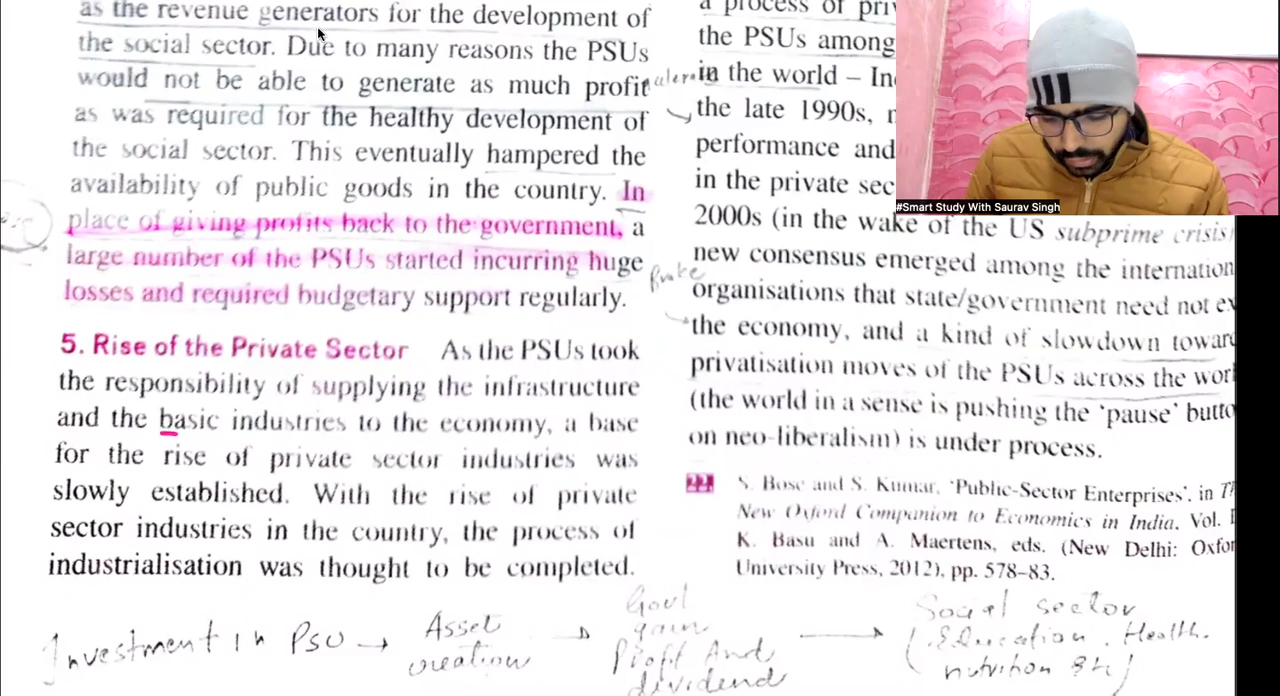 as the revenue generators for the development of
the social sector. Due to many reasons the PSUs
would not be able to generate as much profit
as was required for the healthy development of
the social sector. This eventually hampered the
availability of public goods in the country. In
place of giving profits back to the government, a
large number of the PSUs started incurring huge
losses and required budgetary support regularly.
5. Rise of the Private Sector As the PSUs took
the responsibility of supplying the infrastructure
and the basic industries to the economy, a base
for the rise of private sector industries was
slowly established. With the rise of private
sector industries in the country, the process of
industrialisation was thought to be completed.
a process of priv
the PSUs among
in the world – In
the late 1990s, r
performance and
in the private sec
2000s (in the wake of the US subprime crisis
new consensus emerged among the internation
organisations that state/government need not ex
the economy, and a kind of slowdown toward
privatisation moves of the PSUs across the worl
(the world in a sense is pushing the ‘pause’ butto
on neo-liberalism) is under process.
22 S. Bose and S. Kumar, ‘Public-Sector Enterprises’, in Th
New Oxford Companion to Economics in India, Vol. I
K. Basu and A. Maertens, eds. (New Delhi: Oxfor
University Press, 2012), pp. 578–83.
Brake
Investment in PSU → Asset creation → Govt gain Profit And dividend → Social sector (Education, Health, nutrition etc)
#Smart Study With Saurav Singh